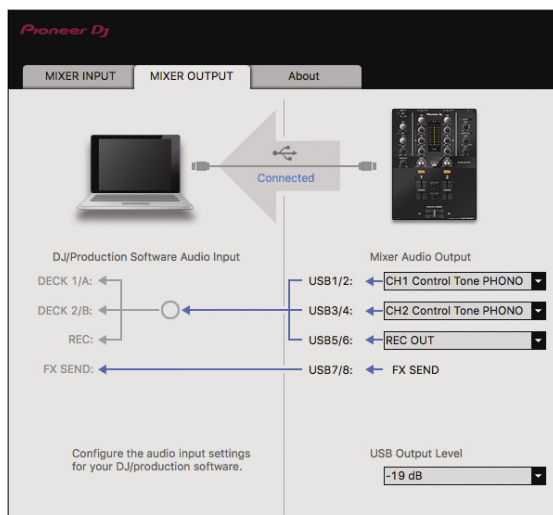 Pioneer Dj
MIXER INPUT
MIXER OUTPUT
About
Connected
DJ/Production Software Audio Input
Mixer Audio Output
DECK 1/A:
USB1/2:
CH1 Control Tone PHONO
DECK 2/B:
USB3/4:
CH2 Control Tone PHONO
REC:
USB5/6:
REC OUT
FX SEND:
USB7/8:
FX SEND
Configure the audio input settings
for your DJ/production software.
USB Output Level
-19 dB